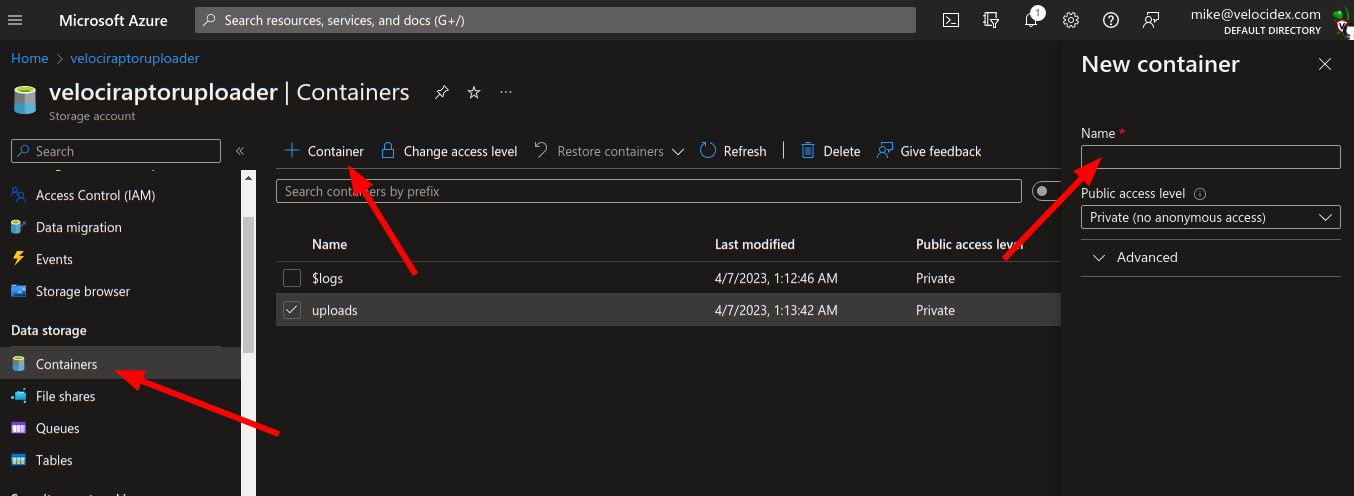 Microsoft Azure
Search resources, services, and docs (G+/)
1
mike@velocidex.com
DEFAULT DIRECTORY
Home > velociraptoruploader
velociraptoruploader | Containers
...
Storage account
Search
«
Access Control (IAM)
Data migration
Events
Storage browser
Data storage
Containers
File shares
Queues
Tables
+ Container
Change access level
Restore containers
Refresh
Delete
Give feedback
Search containers by prefix
Name Last modified Public access level
$logs 4/7/2023, 1:12:46 AM Private
uploads 4/7/2023, 1:13:42 AM Private
New container
Name *
Public access level
Private (no anonymous access)
Advanced